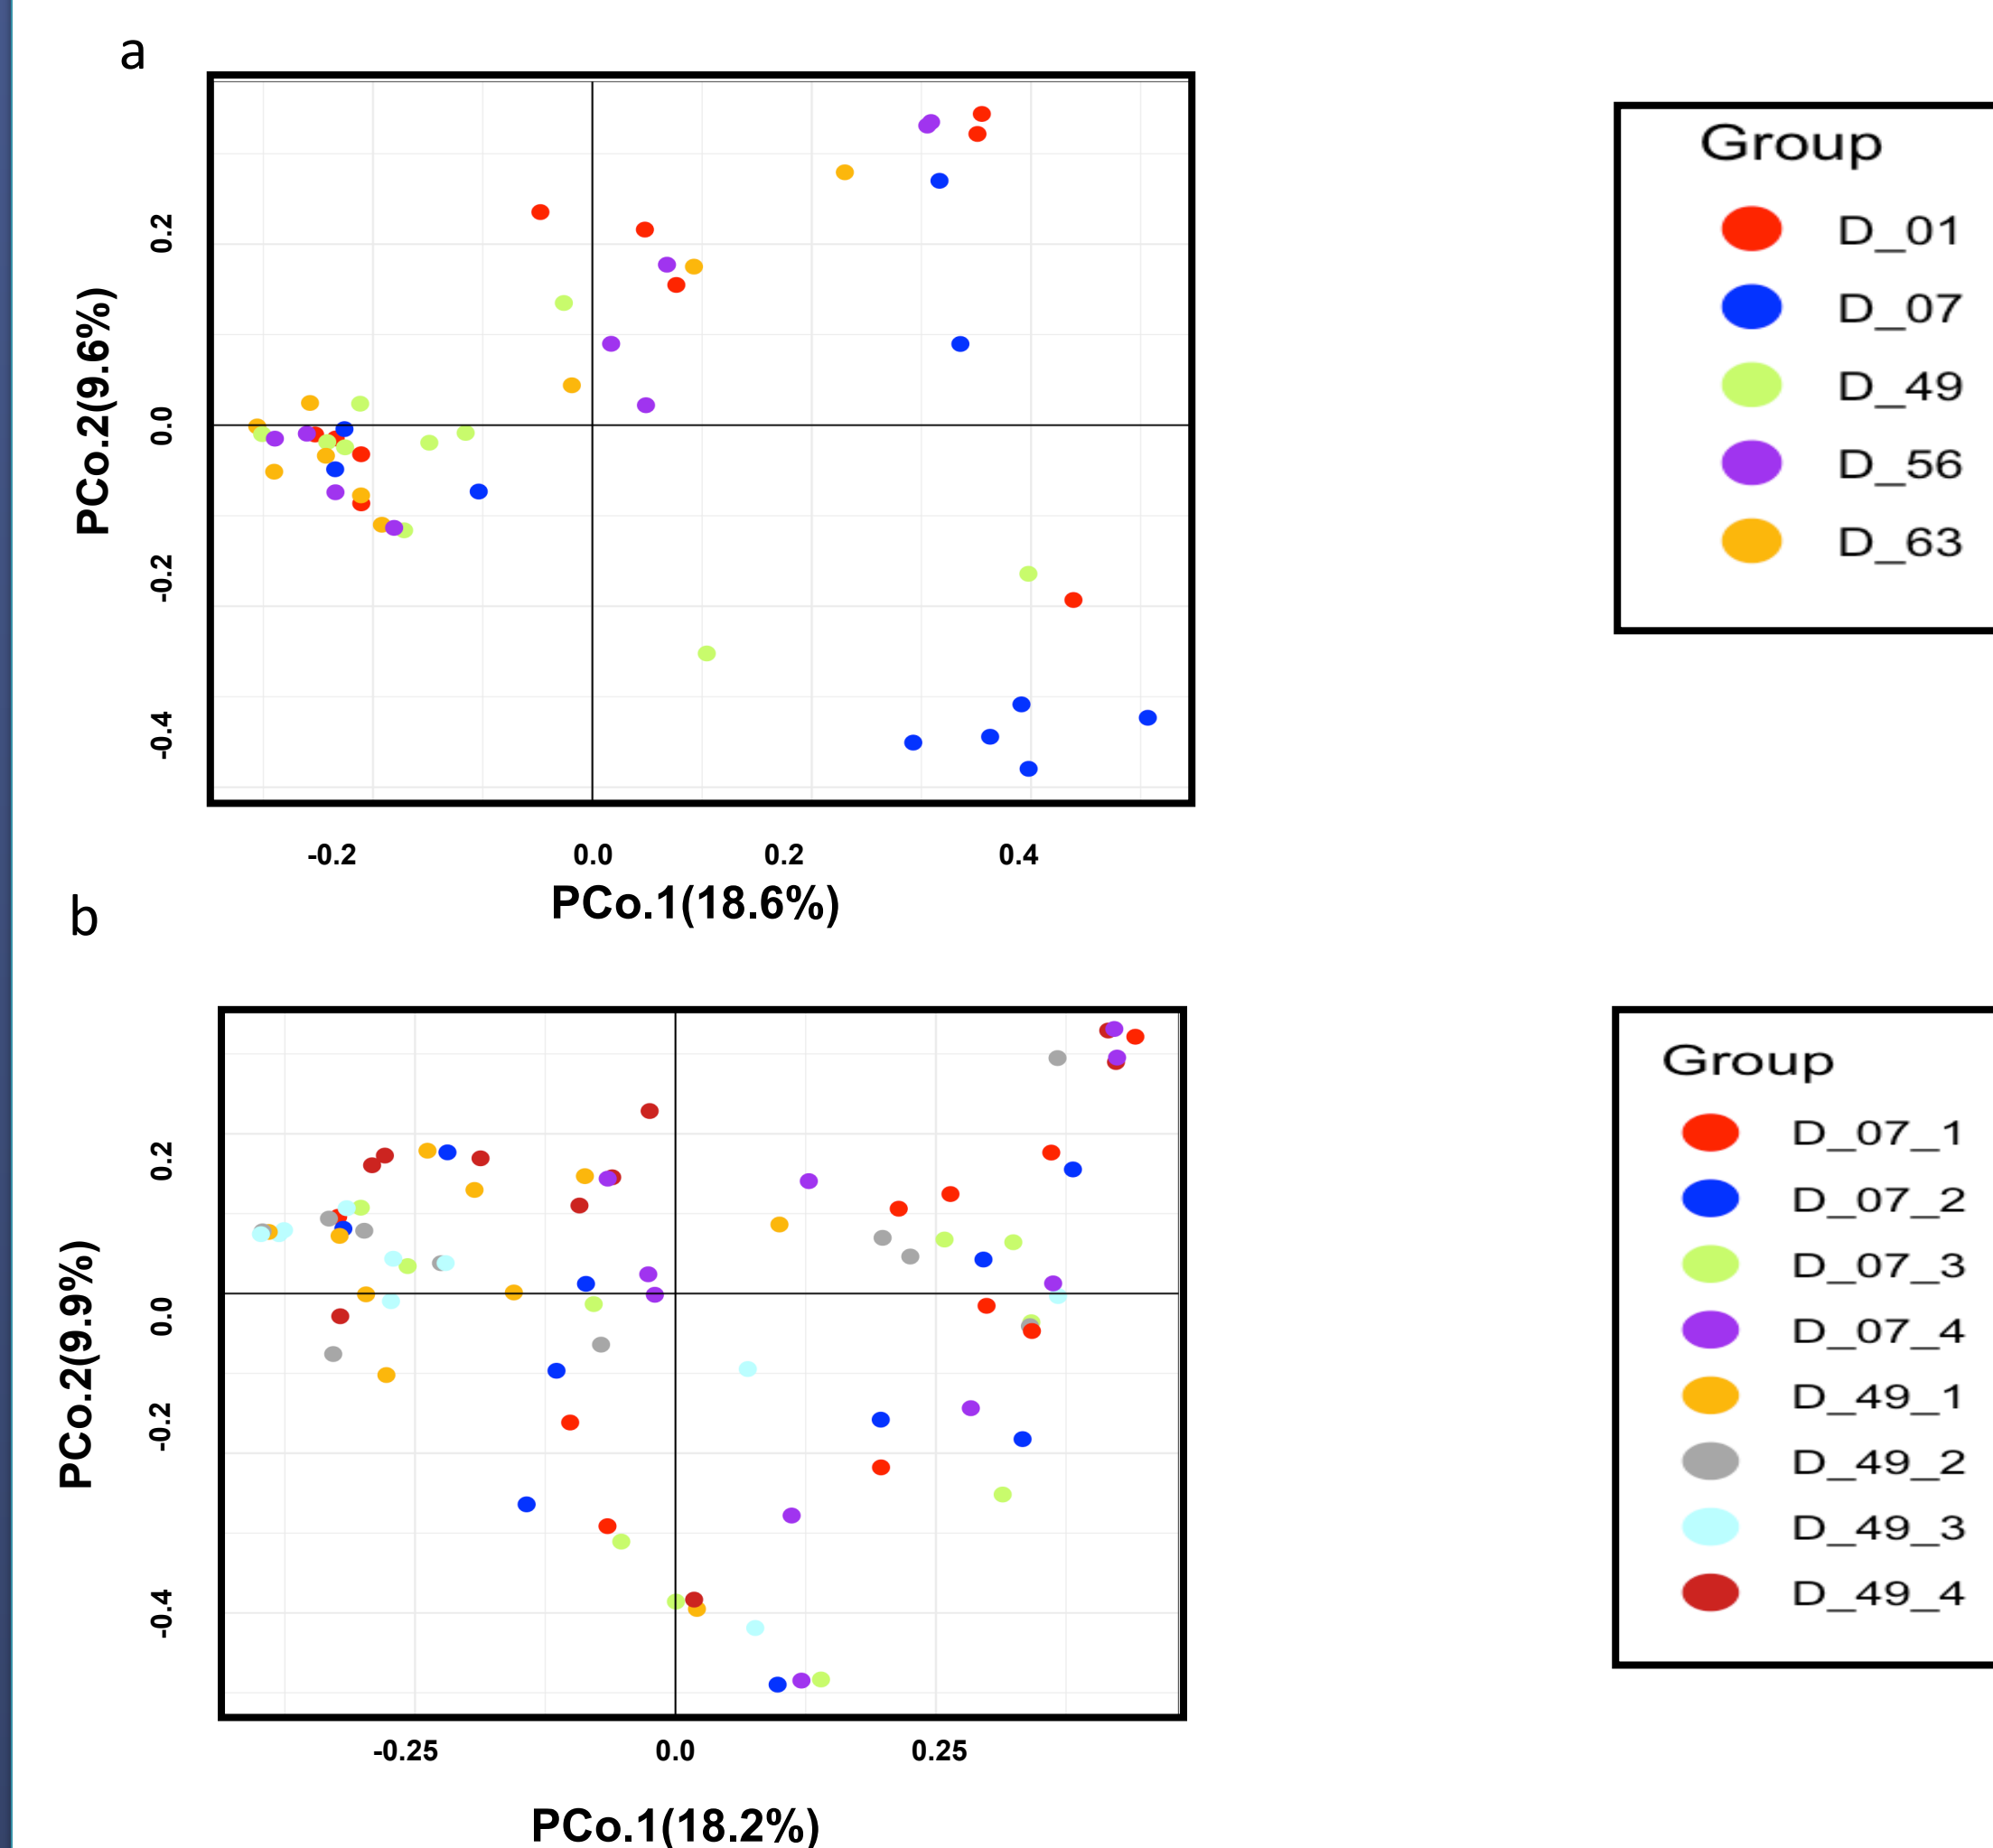 a
PCo.2(9.6%)
0.2
0.0
-0.2
-0.4
-0.2 0.0 0.2 0.4
PCo.1(18.6%)
Group
D_01
D_07
D_49
D_56
D_63
b
PCo.2(9.9%)
0.2
0.0
-0.2
-0.4
-0.25 0.0 0.25
PCo.1(18.2%)
Group
D_07_1
D_07_2
D_07_3
D_07_4
D_49_1
D_49_2
D_49_3
D_49_4